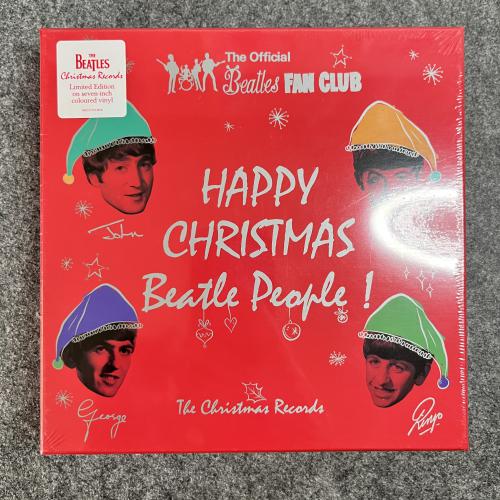 THE
BEATLES
Christmas Records
Limited Edition
on seven-inch
coloured vinyl
The Official
Beatles FAN CLUB
HAPPY
CHRISTMAS
Beatle People !
John
George
Ringo
The Christmas Records